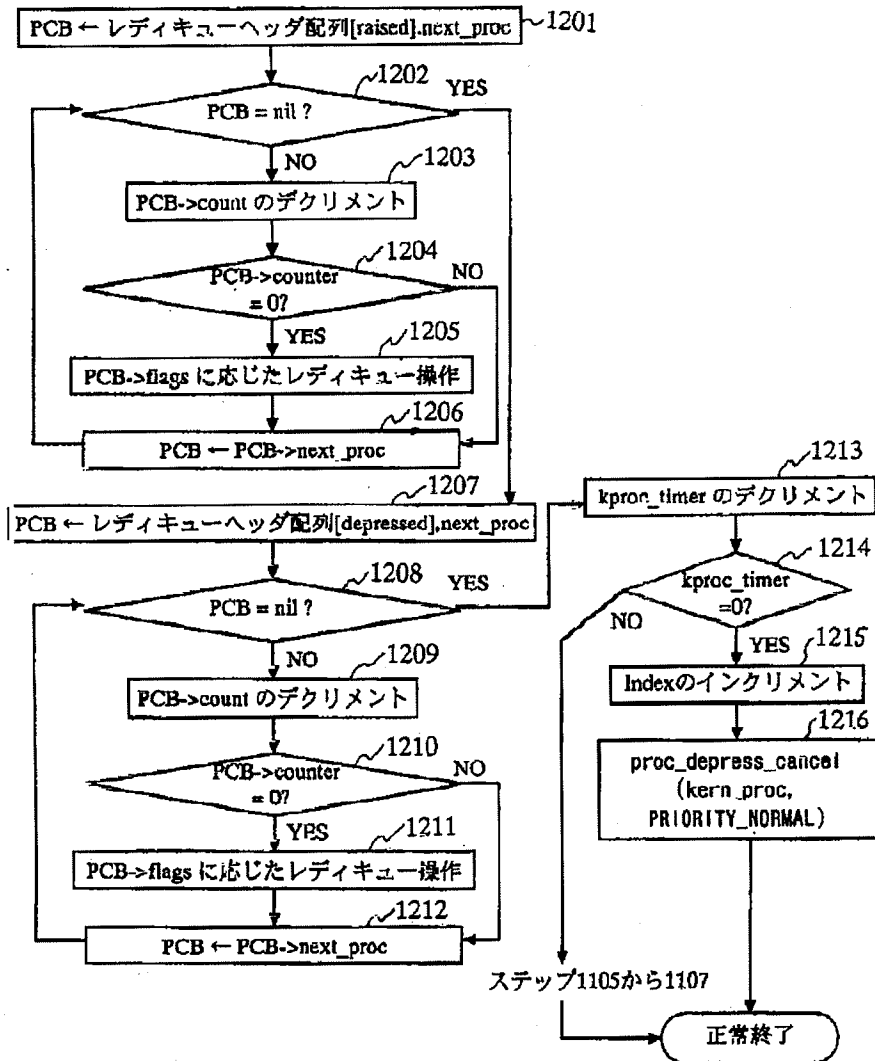 PCB ← レディキューヘッダ配列[raised].next_proc
1201
1202
PCB = nil ?
YES
NO
1203
PCB->count のデクリメント
1204
PCB->counter
= 0?
NO
YES
1205
PCB->flags に応じたレディキュー操作
1206
PCB ← PCB->next_proc
1207
PCB ← レディキューヘッダ配列[depressed],next_proc
1208
PCB = nil ?
YES
NO
1209
PCB->count のデクリメント
1210
PCB->counter
= 0?
NO
YES
1211
PCB->flags に応じたレディキュー操作
1212
PCB ← PCB->next_proc
1213
kproc_timer のデクリメント
1214
kproc_timer
=0?
NO
YES
1215
Indexのインクリメント
1216
proc_depress_cancel
(kern_proc,
PRIORITY_NORMAL)
ステップ1105から1107
正常終了